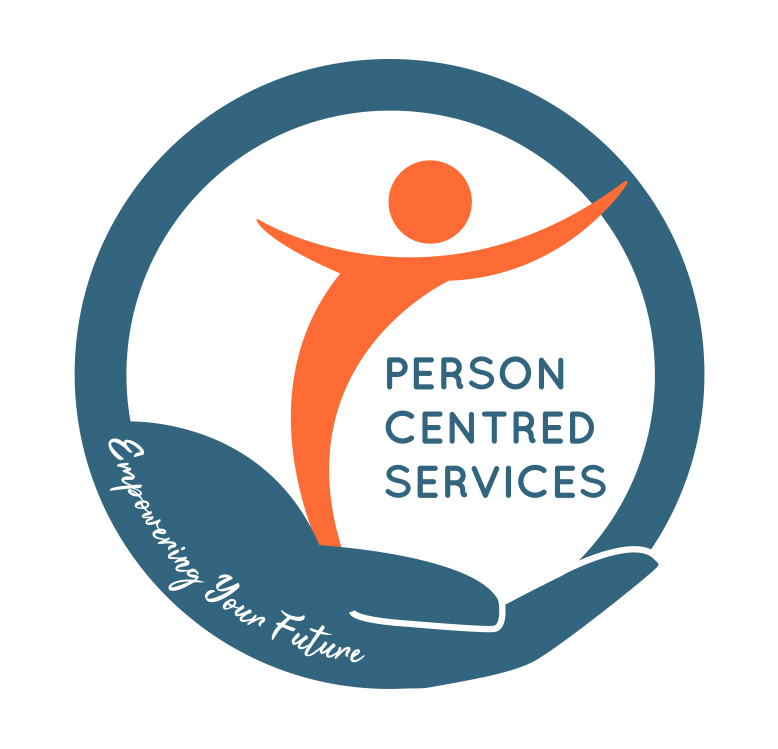 PERSON
CENTRED
SERVICES
Empowering Your Future